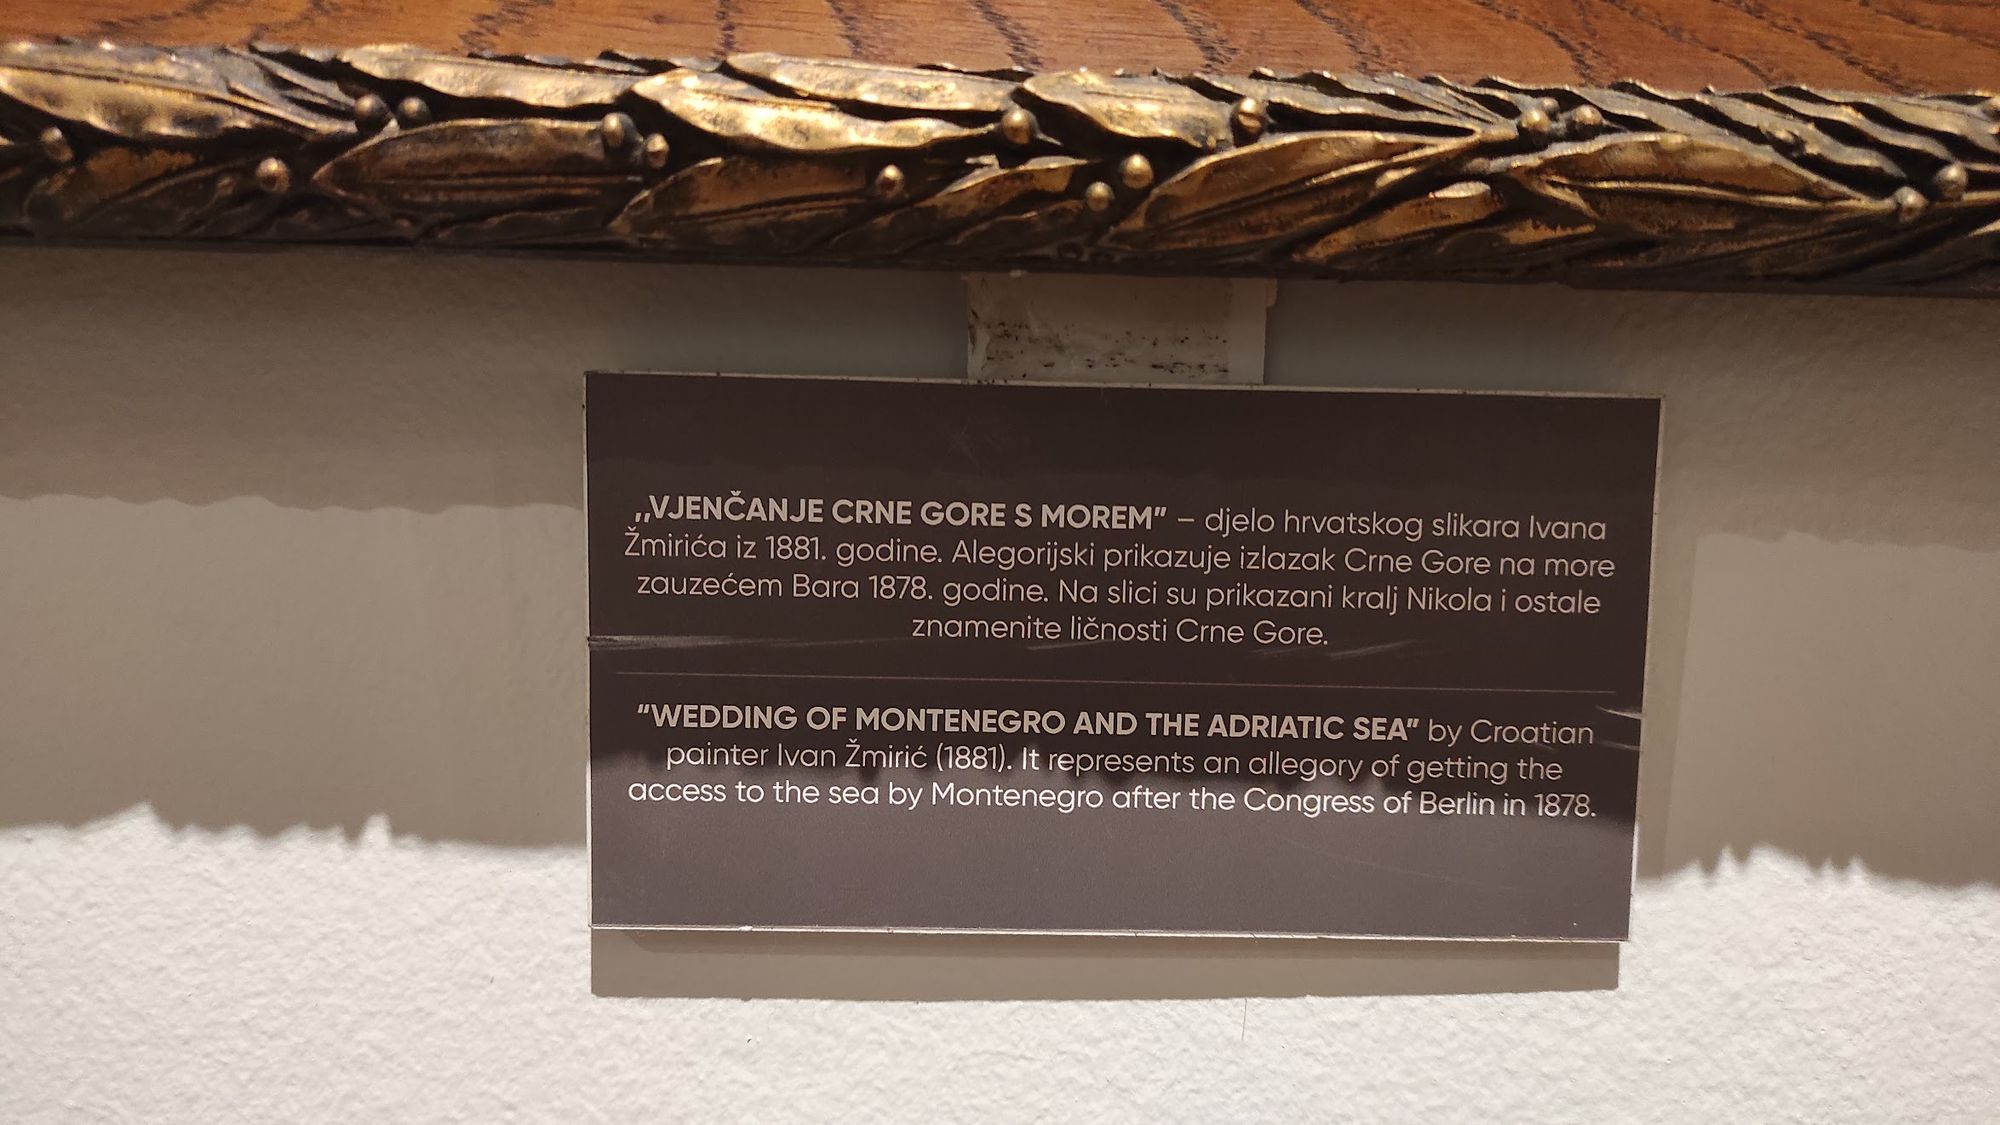 ,,VJENČANJE CRNE GORE S MOREM” – djelo hrvatskog slikara Ivana
Žmirića iz 1881. godine. Alegorijski prikazuje izlazak Crne Gore na more
zauzećem Bara 1878. godine. Na slici su prikazani kralj Nikola i ostale
znamenite ličnosti Crne Gore.
“WEDDING OF MONTENEGRO AND THE ADRIATIC SEA” by Croatian
painter Ivan Žmirić (1881). It represents an allegory of getting the
access to the sea by Montenegro after the Congress of Berlin in 1878.